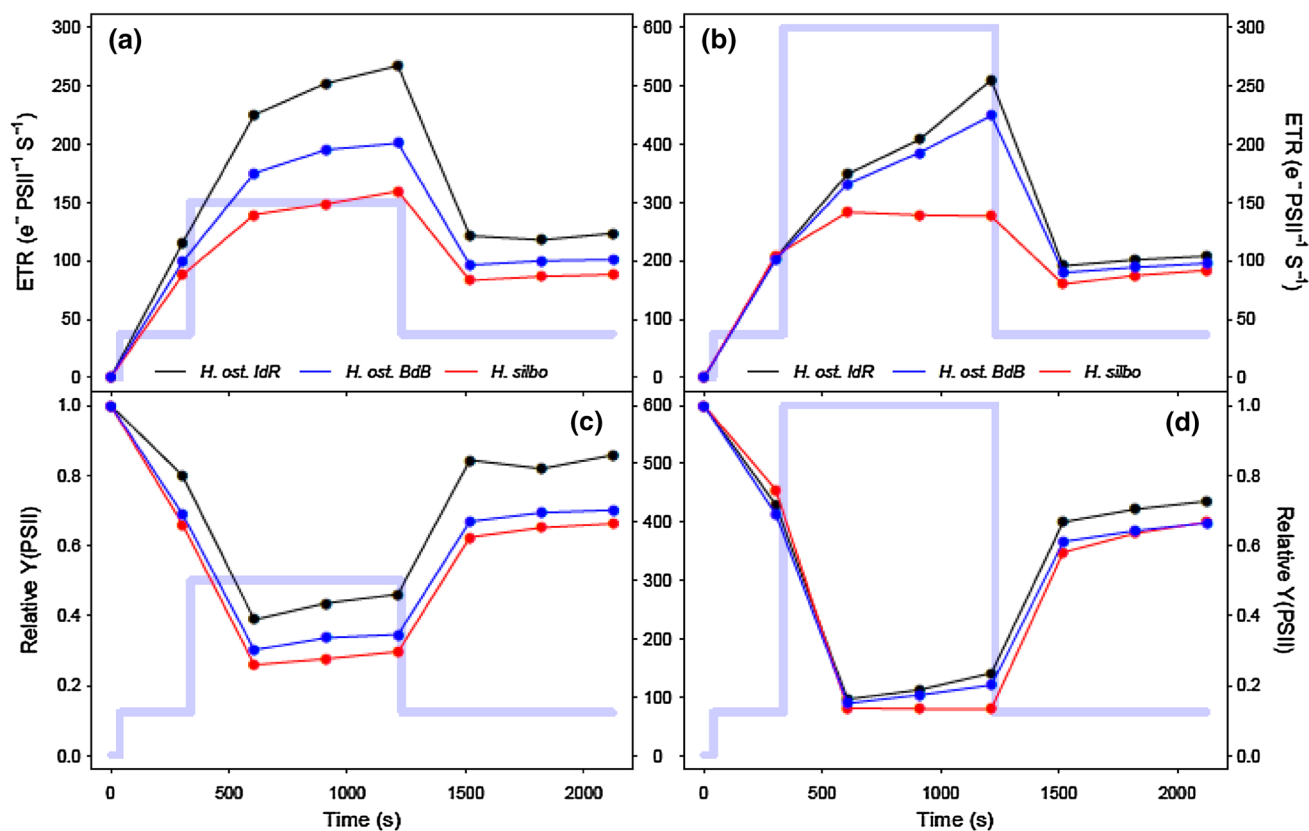 (a)
(b)
300
250
200
150
100
50
0
ETR (e⁻ PSII⁻¹ S⁻¹)
600
500
400
300
200
100
0
300
250
200
150
100
50
0
ETR (e⁻ PSII⁻¹ S⁻¹)
H. ost. IdR H. ost. BdB H. silbo
H. ost. IdR H. ost. BdB H. silbo
(c)
(d)
1.0
0.8
0.6
0.4
0.2
0.0
Relative Y(PSII)
600
500
400
300
200
100
0
1.0
0.8
0.6
0.4
0.2
0.0
Relative Y(PSII)
0 500 1000 1500 2000
0 500 1000 1500 2000
Time (s)
Time (s)